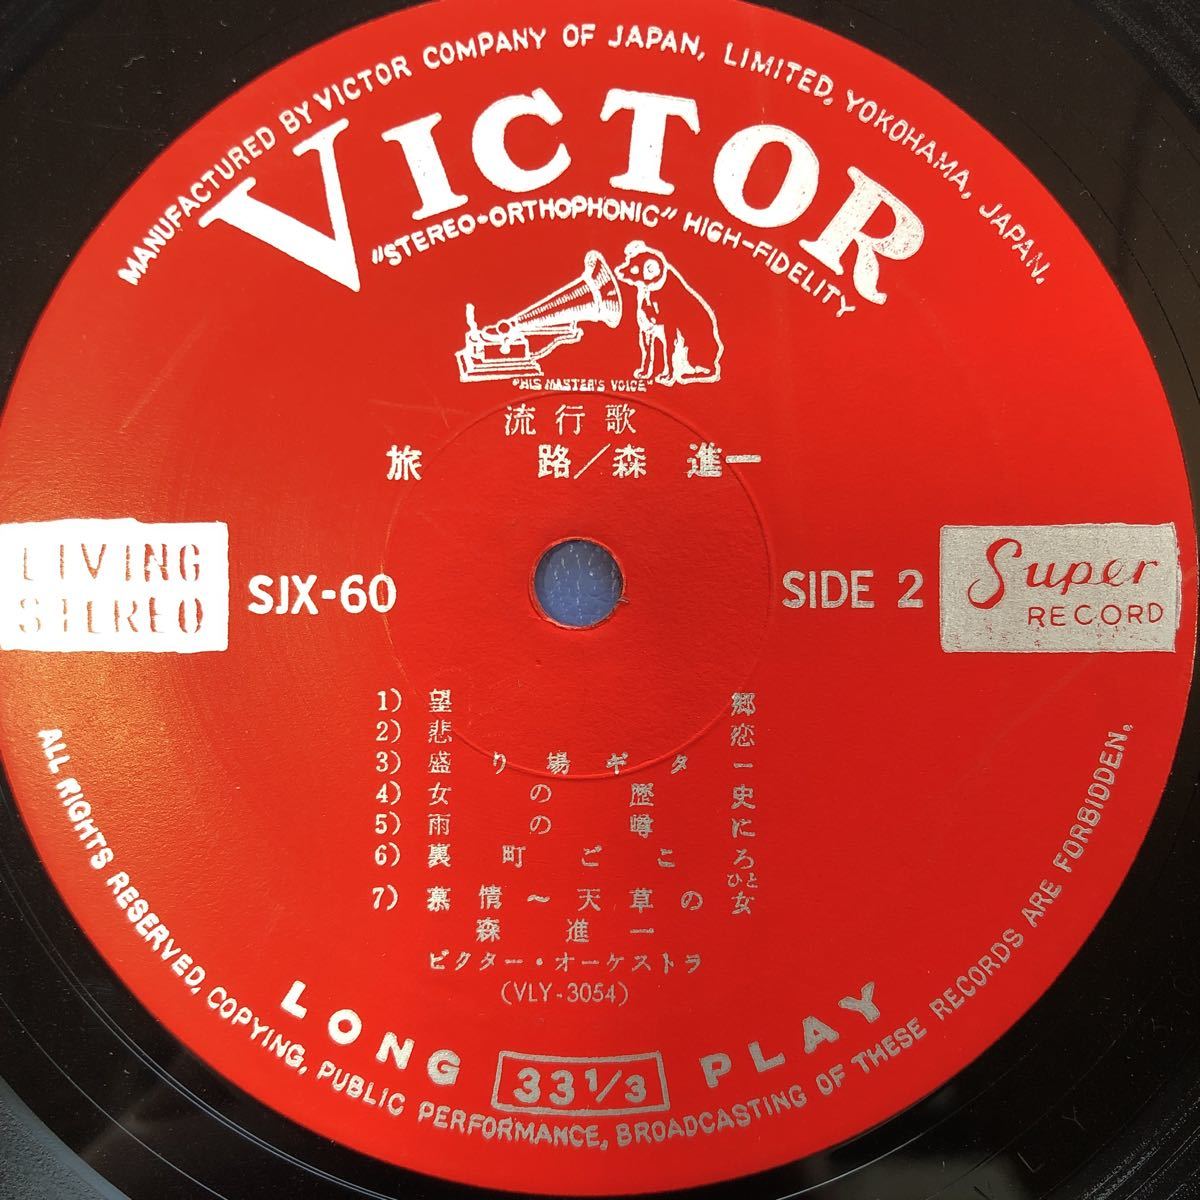 MANUFACTURED BY VICTOR COMPANY OF JAPAN, LIMITED, YOKOHAMA, JAPAN.
VICTOR
"STEREO-ORTHOPHONIC" HIGH-FIDELITY
"HIS MASTER'S VOICE"
流行歌
旅路/森進一
LIVING STEREO
SJX-60
SIDE 2
Super RECORD
1) 望郷
2) 悲恋
3) 盛り場ギター
4) 女の歴史
5) 雨の噂に
6) 裏町ごころ
ひと
7) 慕情~天草の女
森進一
ビクター・オーケストラ
(VLY-3054)
LONG 33 1/3 PLAY
ALL RIGHTS RESERVED, COPYING, PUBLIC PERFORMANCE, BROADCASTING OF THESE RECORDS ARE FORBIDDEN.